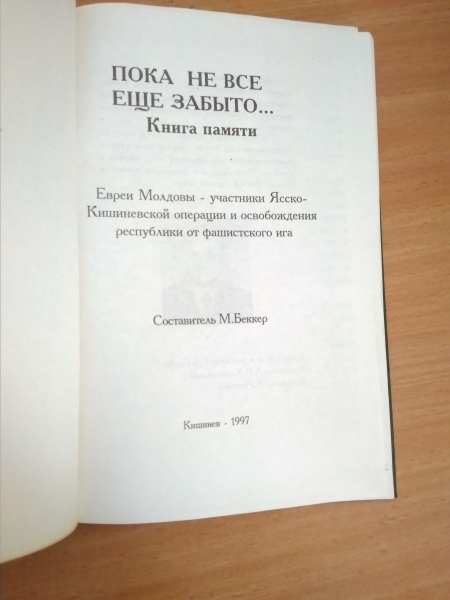 ПОКА НЕ ВСЕ
ЕЩЕ ЗАБЫТО...
Книга памяти
Евреи Молдовы - участники Ясско-
Кишиневской операции и освобождения
республики от фашистского ига
Составитель М.Беккер
Кишинев - 1997